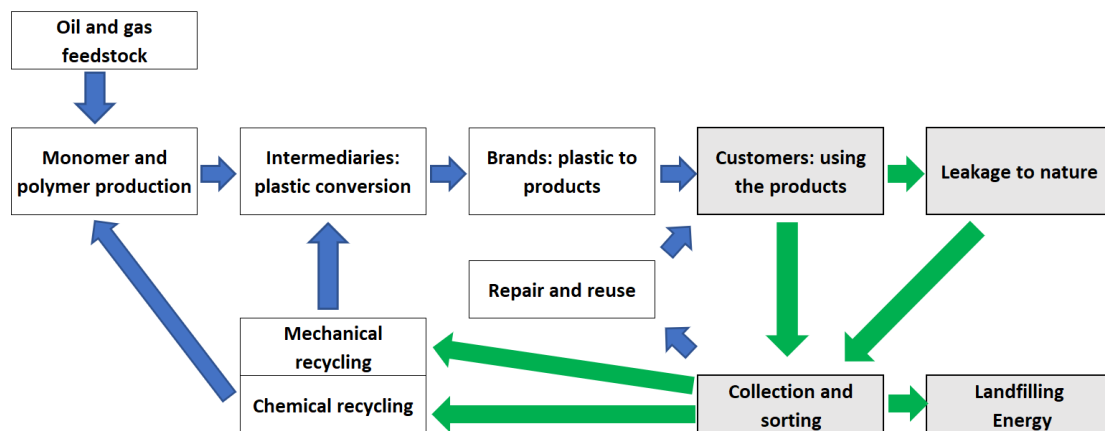 Oil and gas
feedstock
Monomer and
polymer production
Intermediaries:
plastic conversion
Brands: plastic to
products
Customers: using
the products
Leakage to nature
Repair and reuse
Mechanical
recycling
Chemical recycling
Collection and
sorting
Landfilling
Energy